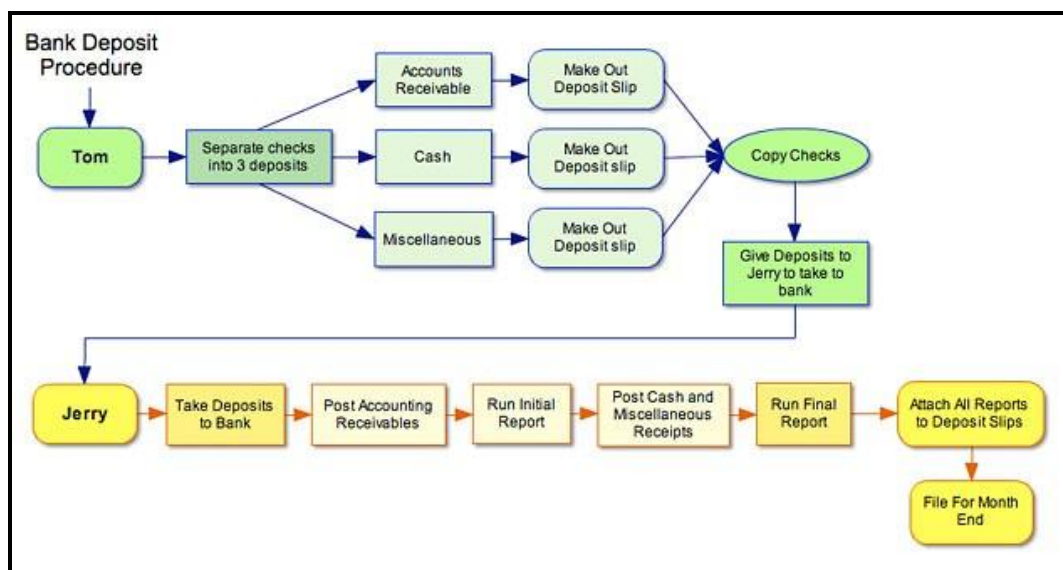 Bank Deposit
Procedure
Tom
Separate checks
into 3 deposits
Accounts
Receivable
Make Out
Deposit Slip
Cash
Make Out
Deposit slip
Miscellaneous
Make Out
Deposit slip
Copy Checks
Give Deposits to
Jerry to take to
bank
Jerry
Take Deposits
to Bank
Post Accounting
Receivables
Run Initial
Report
Post Cash and
Miscellaneous
Receipts
Run Final
Report
Attach All Reports
to Deposit Slips
File For Month
End